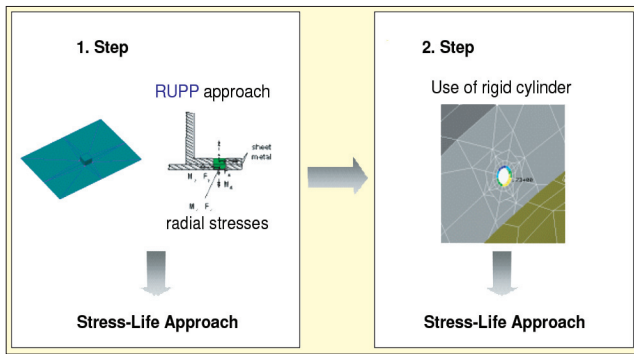 1. Step
RUPP approach
sheet
metal
radial stresses
Stress-Life Approach
2. Step
Use of rigid cylinder
Stress-Life Approach